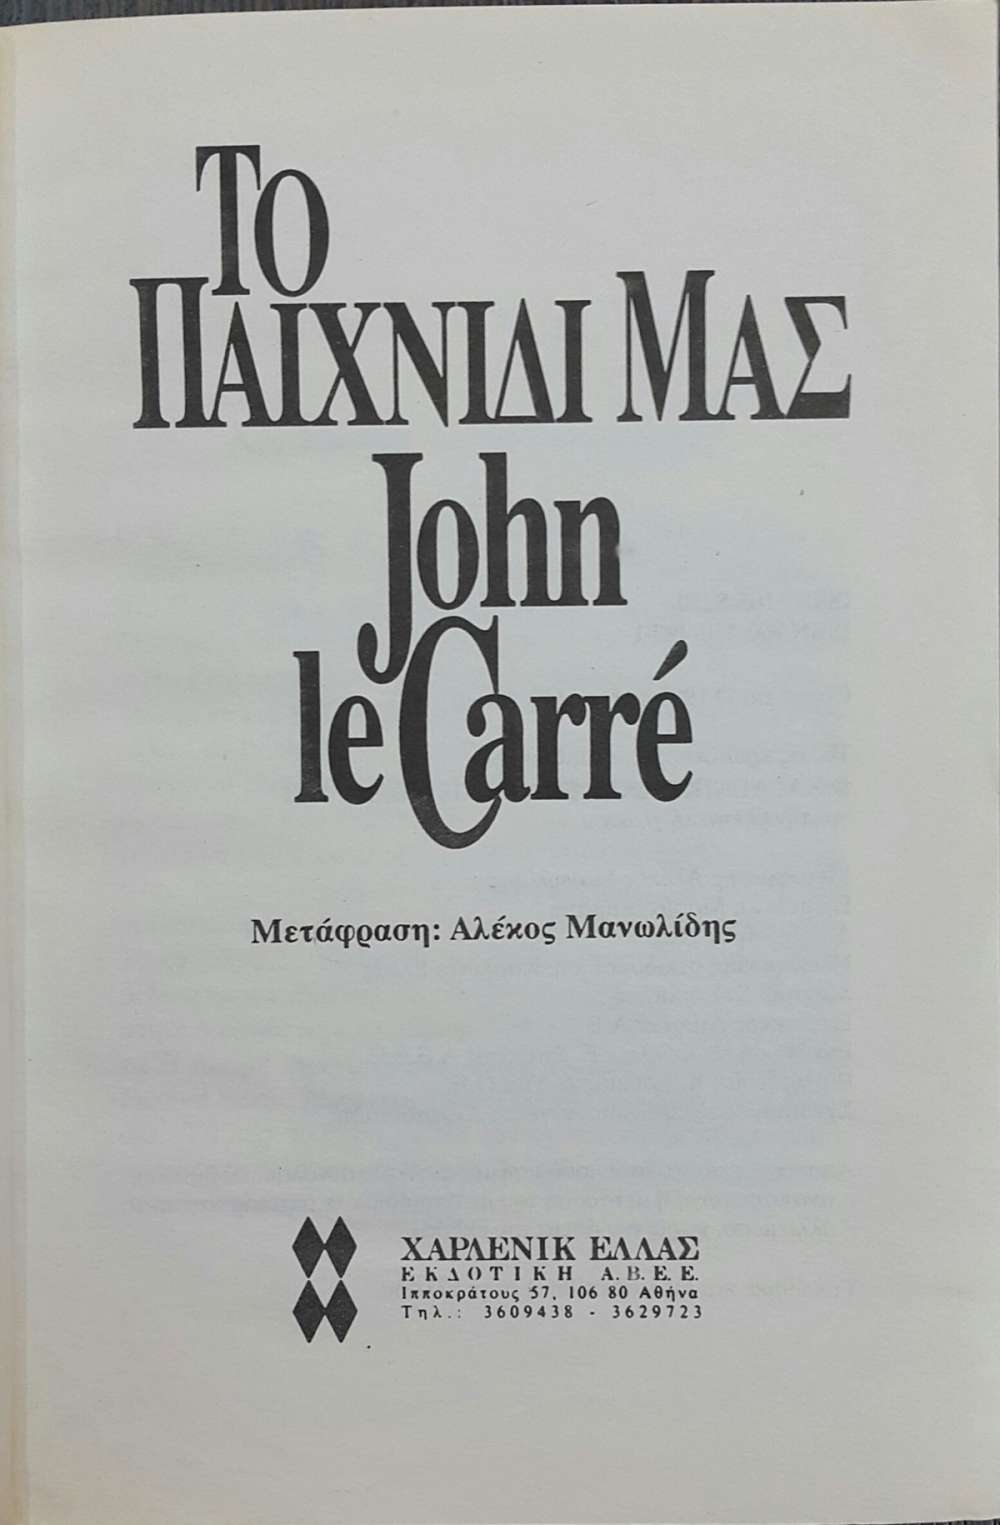 ΤΟ
ΠΑΙΧΝΙΔΙ ΜΑΣ
John
le Carré
Μετάφραση: Αλέκος Μανωλίδης
ΧΑΡΛΕΝΙΚ ΕΛΛΑΣ
ΕΚΔΟΤΙΚΗ Α.Β.Ε.Ε.
Ιπποκράτους 57, 106 80 Αθήνα
Τηλ.: 3609438 - 3629723